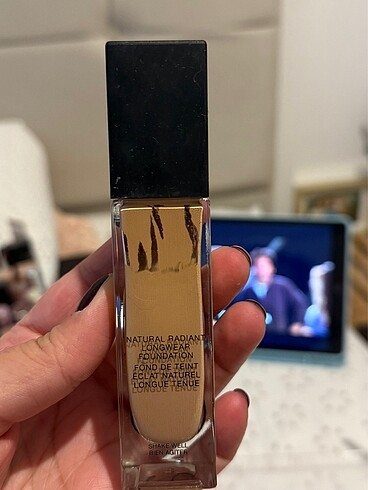 NATURAL RADIANT
LONGWEAR
FOUNDATION
FOND DE TEINT
ÉCLAT NATUREL
LONGUE TENUE
SHAKE WELL
BIEN AGITER